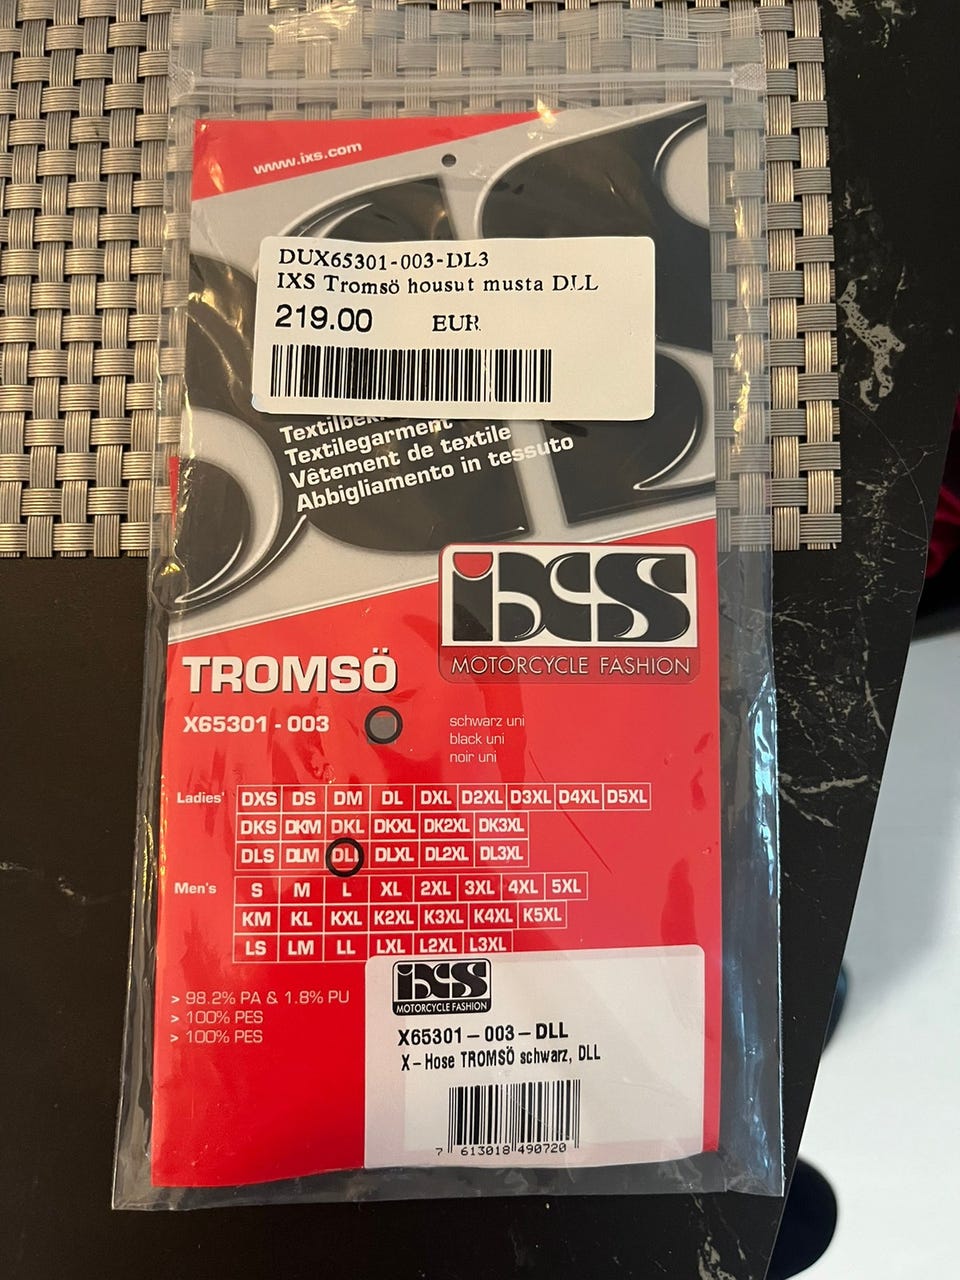 www.ixs.com
DUX65301-003-DL3
IXS Tromsö housut musta DLL
219.00 EUR
Textilegarment
Vêtement de textile
Abbigliamento in tessuto
iXS
MOTORCYCLE FASHION
TROMSÖ
X65301 - 003
schwarz uni
black uni
noir uni
Ladies' DXS DS DM DL DXL D2XL D3XL D4XL D5XL
DKS DKM DKL DKXL DK2XL DK3XL
DLS DLM DLL DLXL DL2XL DL3XL
Men's S M L XL 2XL 3XL 4XL 5XL
KM KL KXL K2XL K3XL K4XL K5XL
LS LM LL LXL L2XL L3XL
> 98.2% PA & 1.8% PU
> 100% PES
> 100% PES
iXS
MOTORCYCLE FASHION
X65301-003-DLL
X-Hose TROMSÖ schwarz, DLL
7 613018 490720